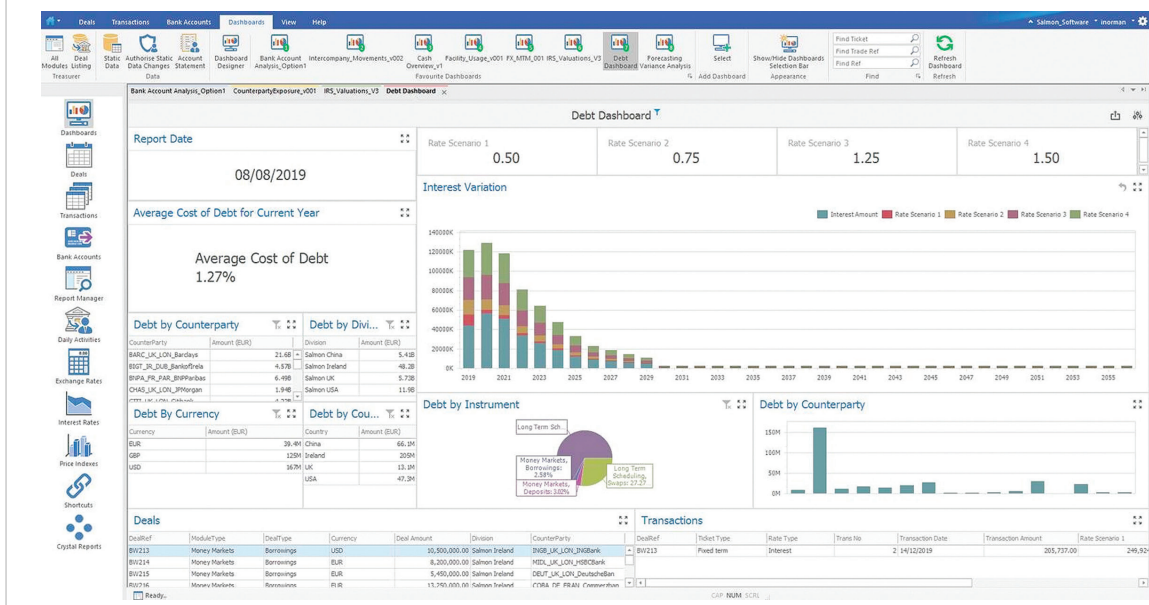 Deals Transactions Bank Accounts Dashboards View Help
Salmon_Software inorman
All Modules
Deal Listing
Static Data
Authorise Static Data Changes
Account Statement
Dashboard Designer
Bank Account Analysis_Option1
Intercompany_Movements_v002
Cash Overview_v1
Facility_Usage_v001
FX_MTM_001
IRS_Valuations_V3
Debt Dashboard
Forecasting Variance Analysis
Select
Show/Hide Dashboards Selection Bar
Find Ticket
Find Trade Ref
Find Ref
Refresh Dashboard
Treasurer Data Favourite Dashboards Add Dashboard Appearance Find Refresh
Bank Account Analysis_Option1 CounterpartyExposure_v001 IRS_Valuations_V3 Debt Dashboard
Dashboards
Deals
Transactions
Bank Accounts
Report Manager
Daily Activities
Exchange Rates
Interest Rates
Price Indexes
Shortcuts
Crystal Reports
Debt Dashboard
Report Date
08/08/2019
Rate Scenario 1
0.50
Rate Scenario 2
0.75
Rate Scenario 3
1.25
Rate Scenario 4
1.50
Average Cost of Debt for Current Year
Average Cost of Debt
1.27%
Interest Variation
Interest Amount Rate Scenario 1 Rate Scenario 2 Rate Scenario 3 Rate Scenario 4
140000K
120000K
100000K
80000K
60000K
40000K
20000K
0K
2019 2021 2023 2025 2027 2029 2031 2033 2035 2037 2039 2041 2043 2045 2047 2049 2051 2053 2055
Debt by Counterparty
CounterParty Amount (EUR)
BARC_UK_LON_Barclays 21.6B
BIGT_IR_DUB_BankofIrela 4.57B
BNPA_FR_PAR_BNPParibas 6.49B
CHAS_UK_LON_JPMorgan 1.94B
Debt by Divi...
Division Amount (EUR)
Salmon China 5.41B
Salmon Ireland 48.2B
Salmon UK 5.73B
Salmon USA 11.9B
Debt By Currency
Currency Amount (EUR)
EUR 39.4M
GBP 125M
USD 167M
Debt by Cou...
Country Amount (EUR)
China 66.1M
Ireland 205M
UK 13.1M
USA 47.3M
Debt by Instrument
Long Term Sch...
Money Markets, Borrowings: 2.58%
Money Markets, Deposits: 3.02%
Long Term Scheduling, Swaps: 27.27
Debt by Counterparty
150M
100M
50M
0M
Deals
DealRef ModuleType DealType Currency Deal Amount Division CounterParty
BW213 Money Markets Borrowings USD 10,500,000.00 Salmon Ireland INGB_UK_LON_INGBank
BW214 Money Markets Borrowings EUR 8,200,000.00 Salmon Ireland MIDL_UK_LON_HSBCBank
BW215 Money Markets Borrowings EUR 5,450,000.00 Salmon Ireland DEUT_UK_LON_DeutscheBan
BW216 Money Markets Borrowings EUR 13,250,000.00 Salmon Ireland COBA_DE_FRAN_Commerzban
Transactions
DealRef Ticket Type Rate Type Trans No Transaction Date Transaction Amount Rate Scenario 1
BW213 Fixed term Interest 2 14/12/2019 205,737.00 249,924
Ready..
CAP NUM SCRL